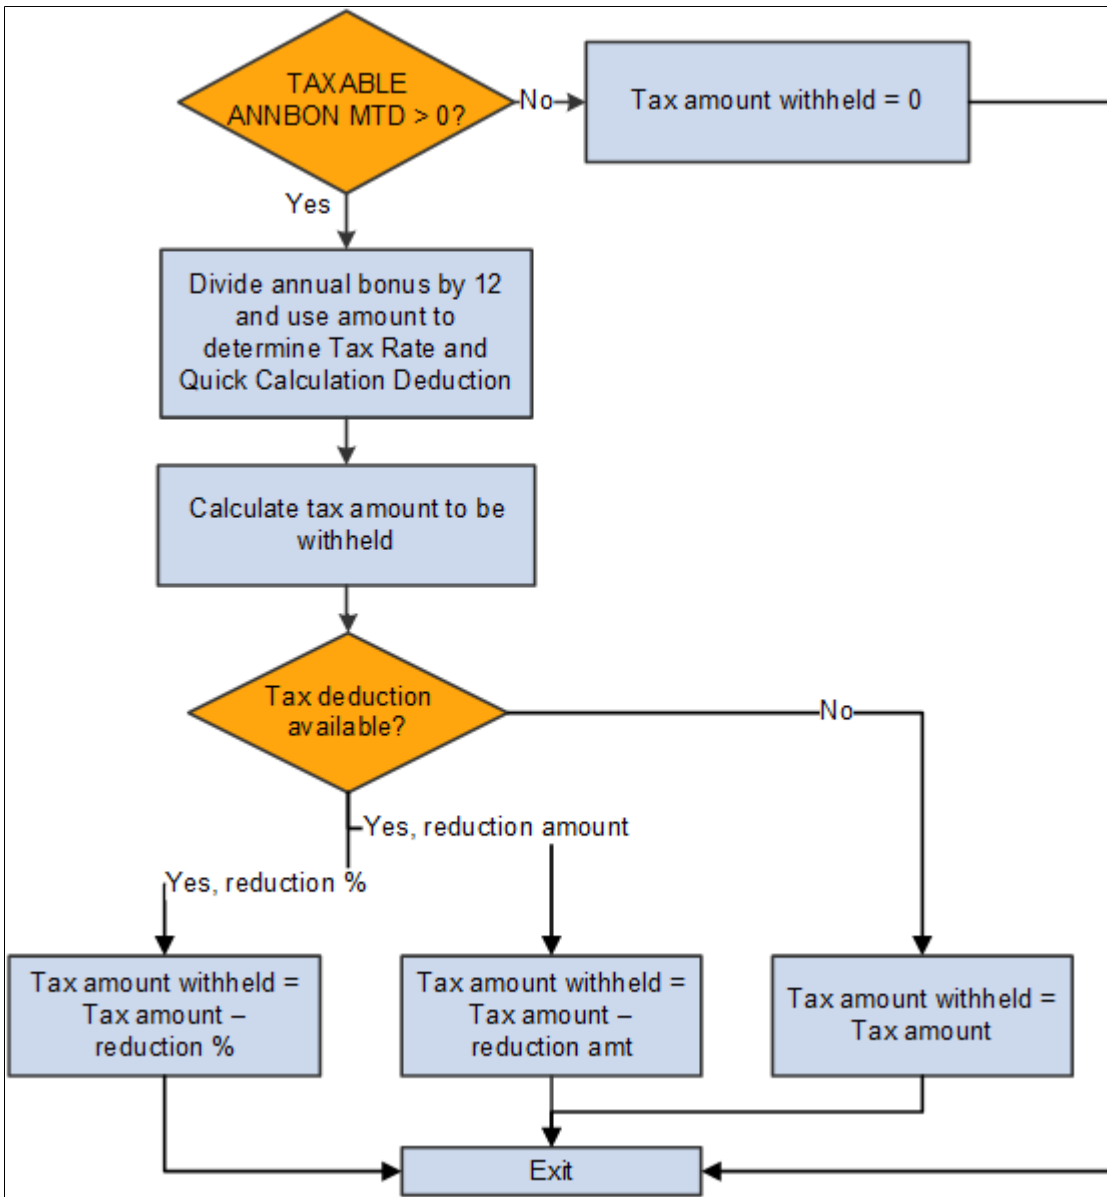 TAXABLE
ANNBON MTD > 0?
No
Tax amount withheld = 0
Yes
Divide annual bonus by 12
and use amount to
determine Tax Rate and
Quick Calculation Deduction
Calculate tax amount to be
withheld
Tax deduction
available?
No
Yes, reduction amount
Yes, reduction %
Tax amount withheld =
Tax amount –
reduction %
Tax amount withheld =
Tax amount –
reduction amt
Tax amount withheld =
Tax amount
Exit